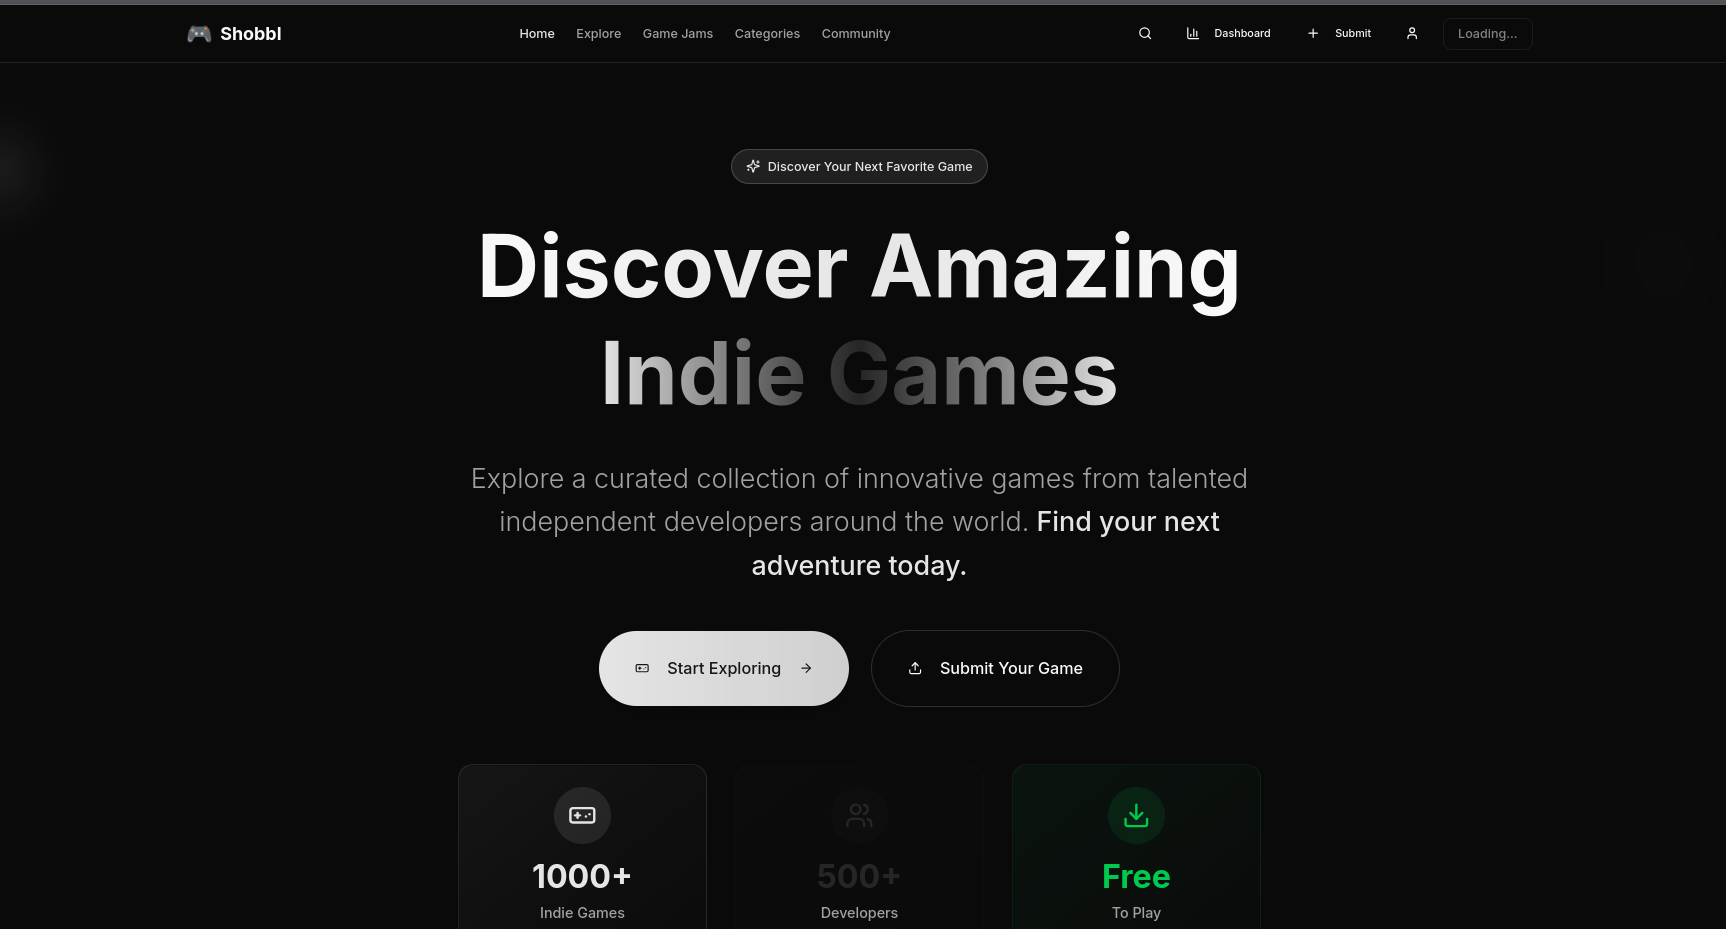 Shobbl
Home Explore Game Jams Categories Community
Dashboard
Submit
Loading...
Discover Your Next Favorite Game
Discover Amazing
Indie Games
Explore a curated collection of innovative games from talented
independent developers around the world. Find your next
adventure today.
Start Exploring
Submit Your Game
1000+
Indie Games
500+
Developers
Free
To Play